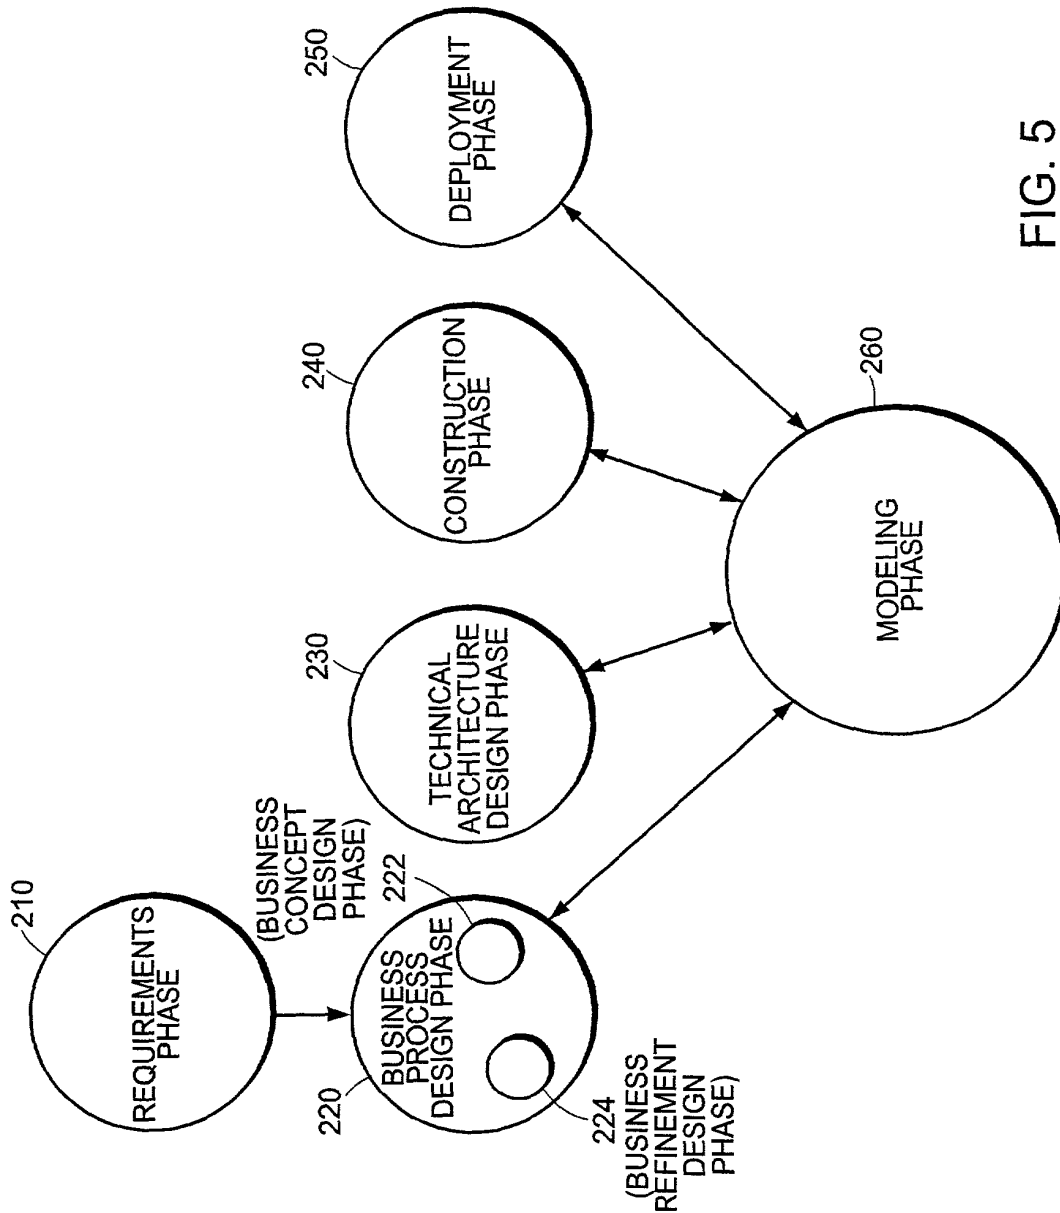 210
REQUIREMENTS
PHASE
(BUSINESS
CONCEPT
DESIGN
PHASE)
222
220
BUSINESS
PROCESS
DESIGN PHASE
224
(BUSINESS
REFINEMENT
DESIGN
PHASE)
230
TECHNICAL
ARCHITECTURE
DESIGN PHASE
240
CONSTRUCTION
PHASE
250
DEPLOYMENT
PHASE
260
MODELING
PHASE
FIG. 5